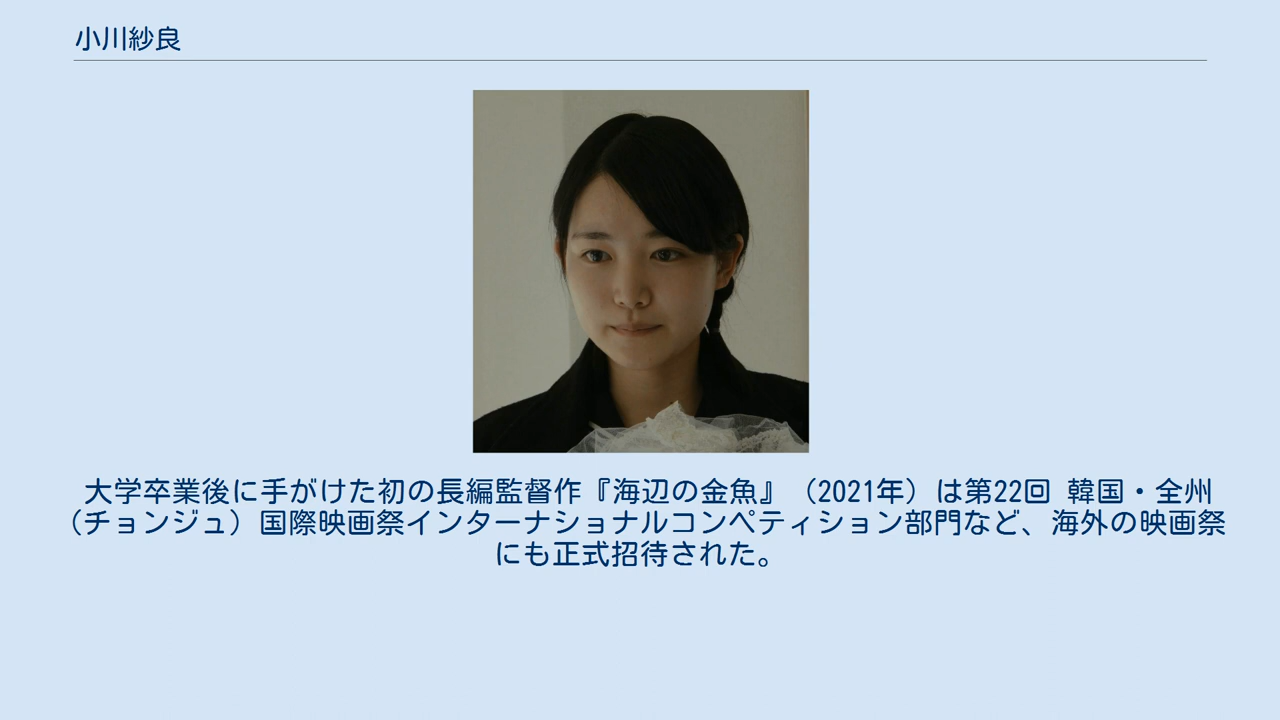 小川紗良
大学卒業後に手がけた初の長編監督作『海辺の金魚』（2021年）は第22回 韓国・全州
（チョンジュ）国際映画祭インターナショナルコンペティション部門など、海外の映画祭
にも正式招待された。